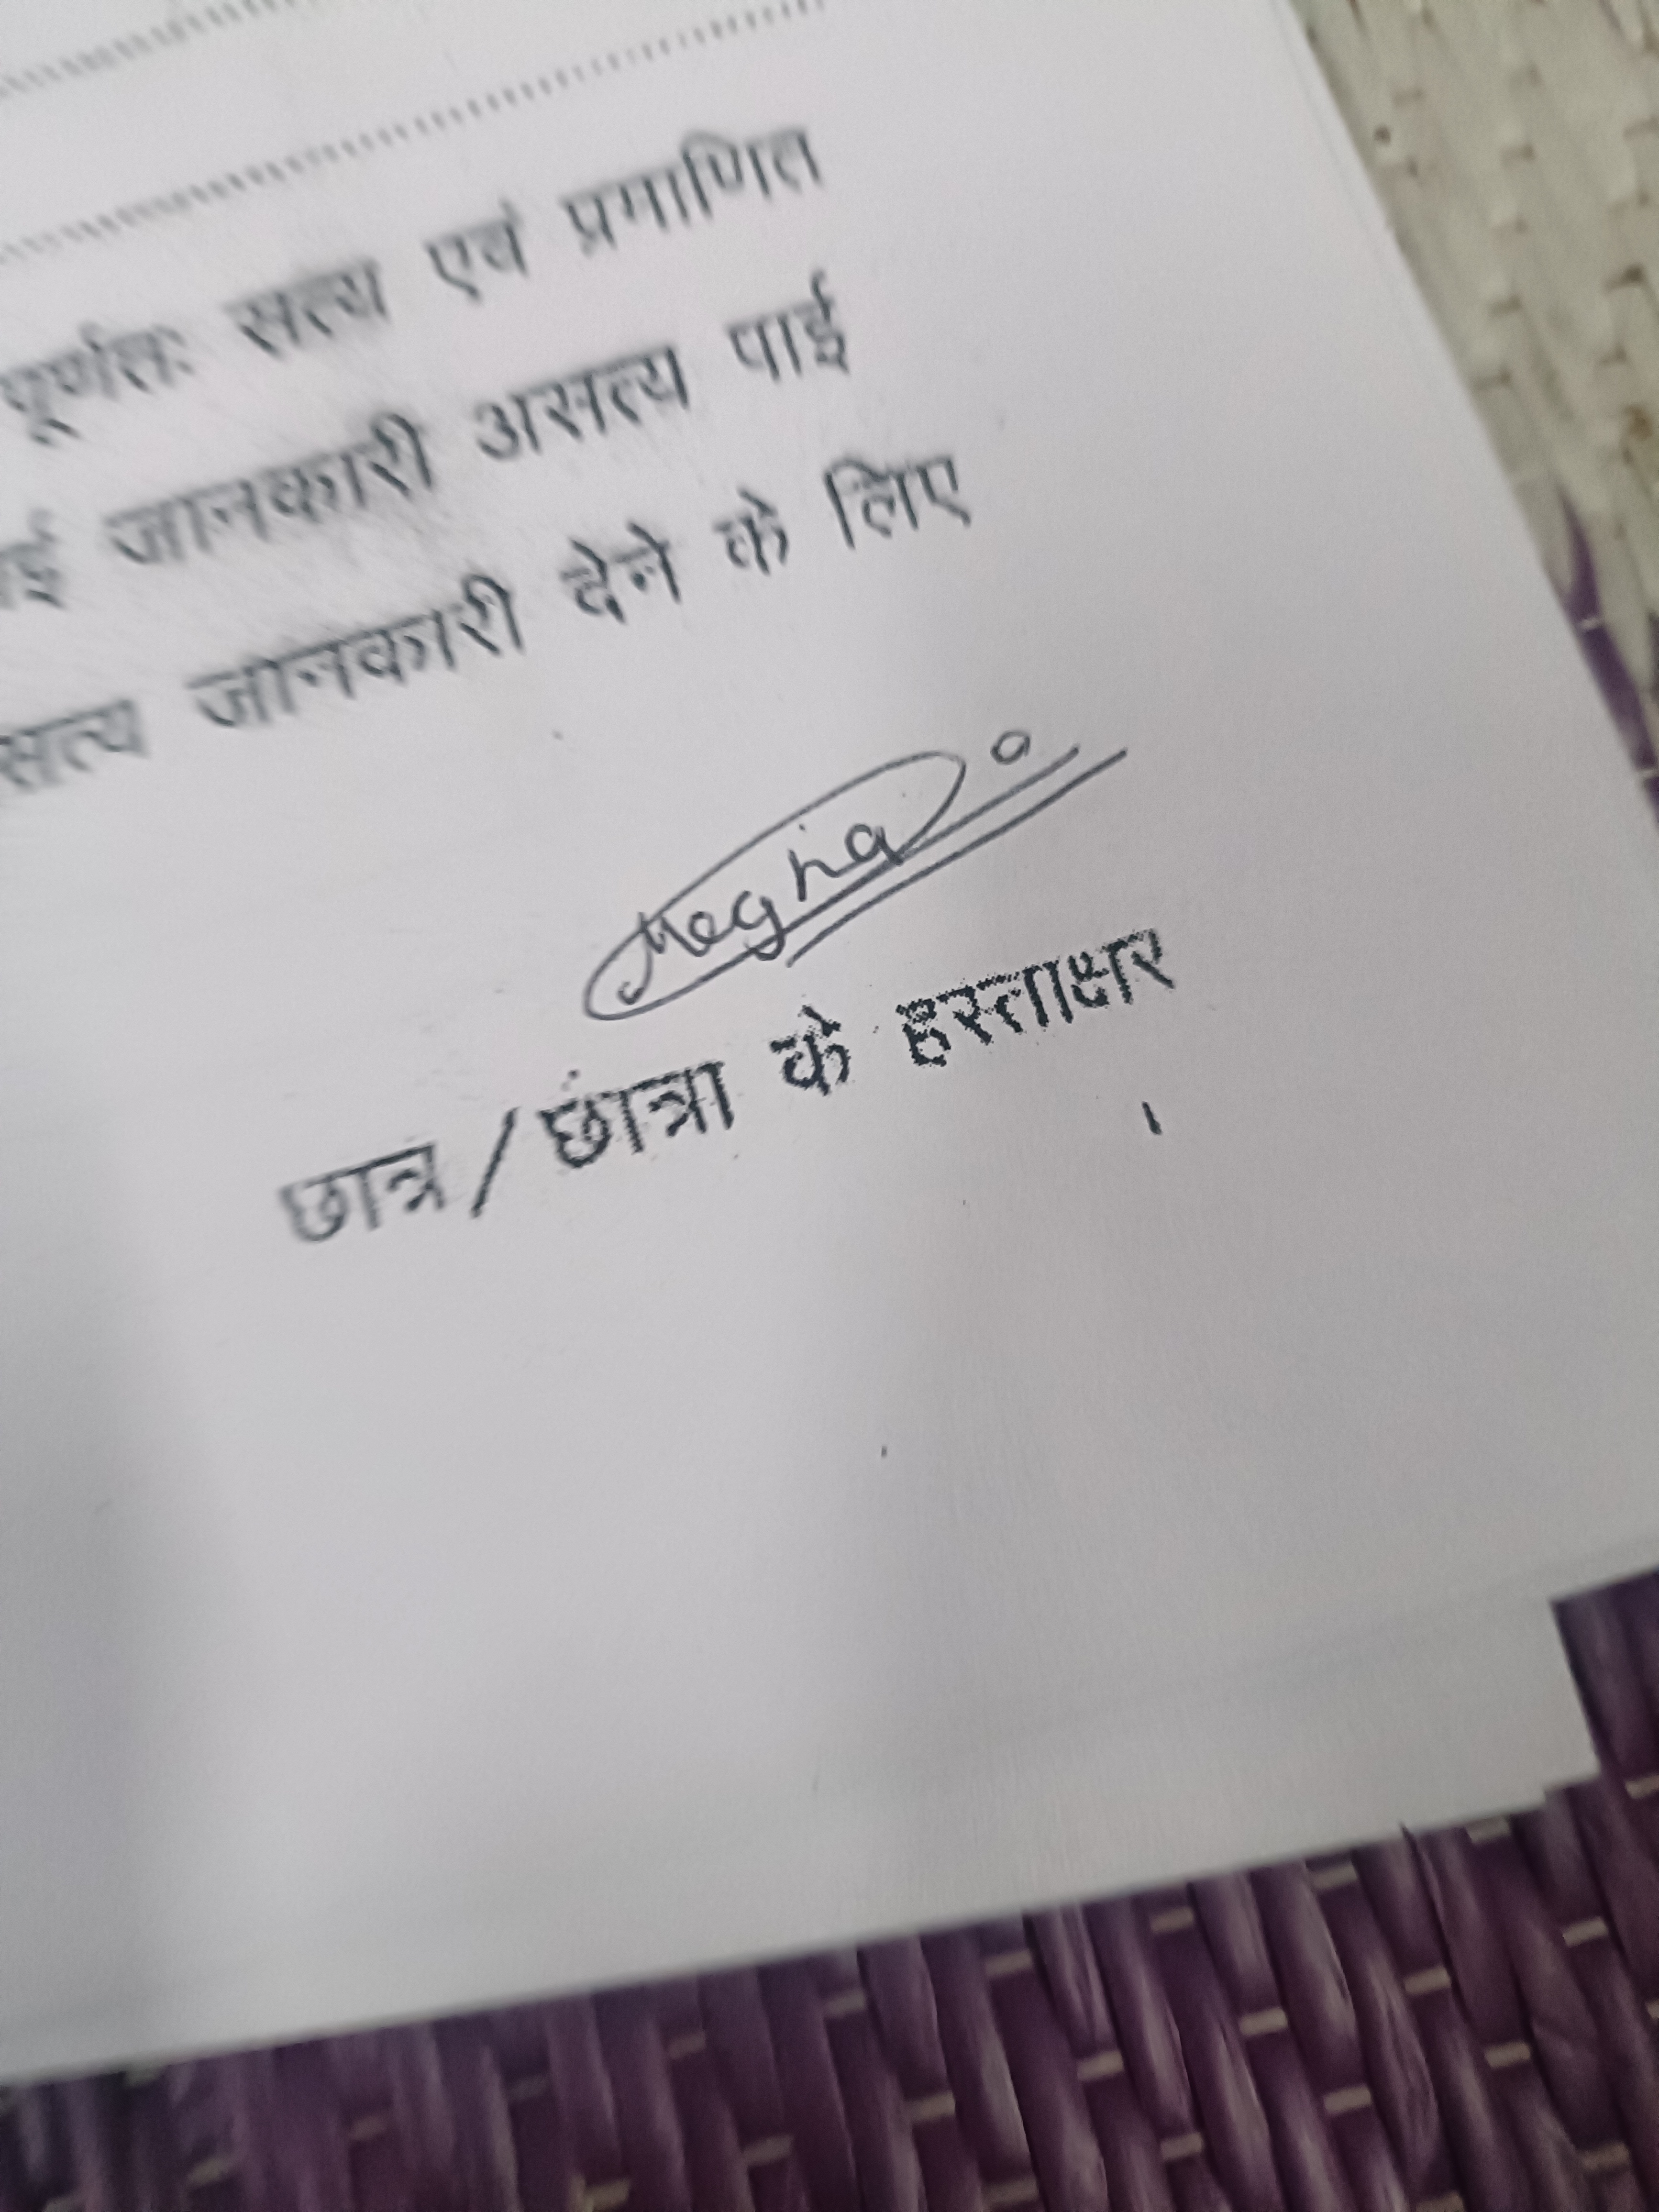 पूर्णतः सत्य एवं प्रमाणित
जानकारी असत्य पाई
सत्य जानकारी देने के लिए
Megha
छात्र/छात्रा के हस्ताक्षर